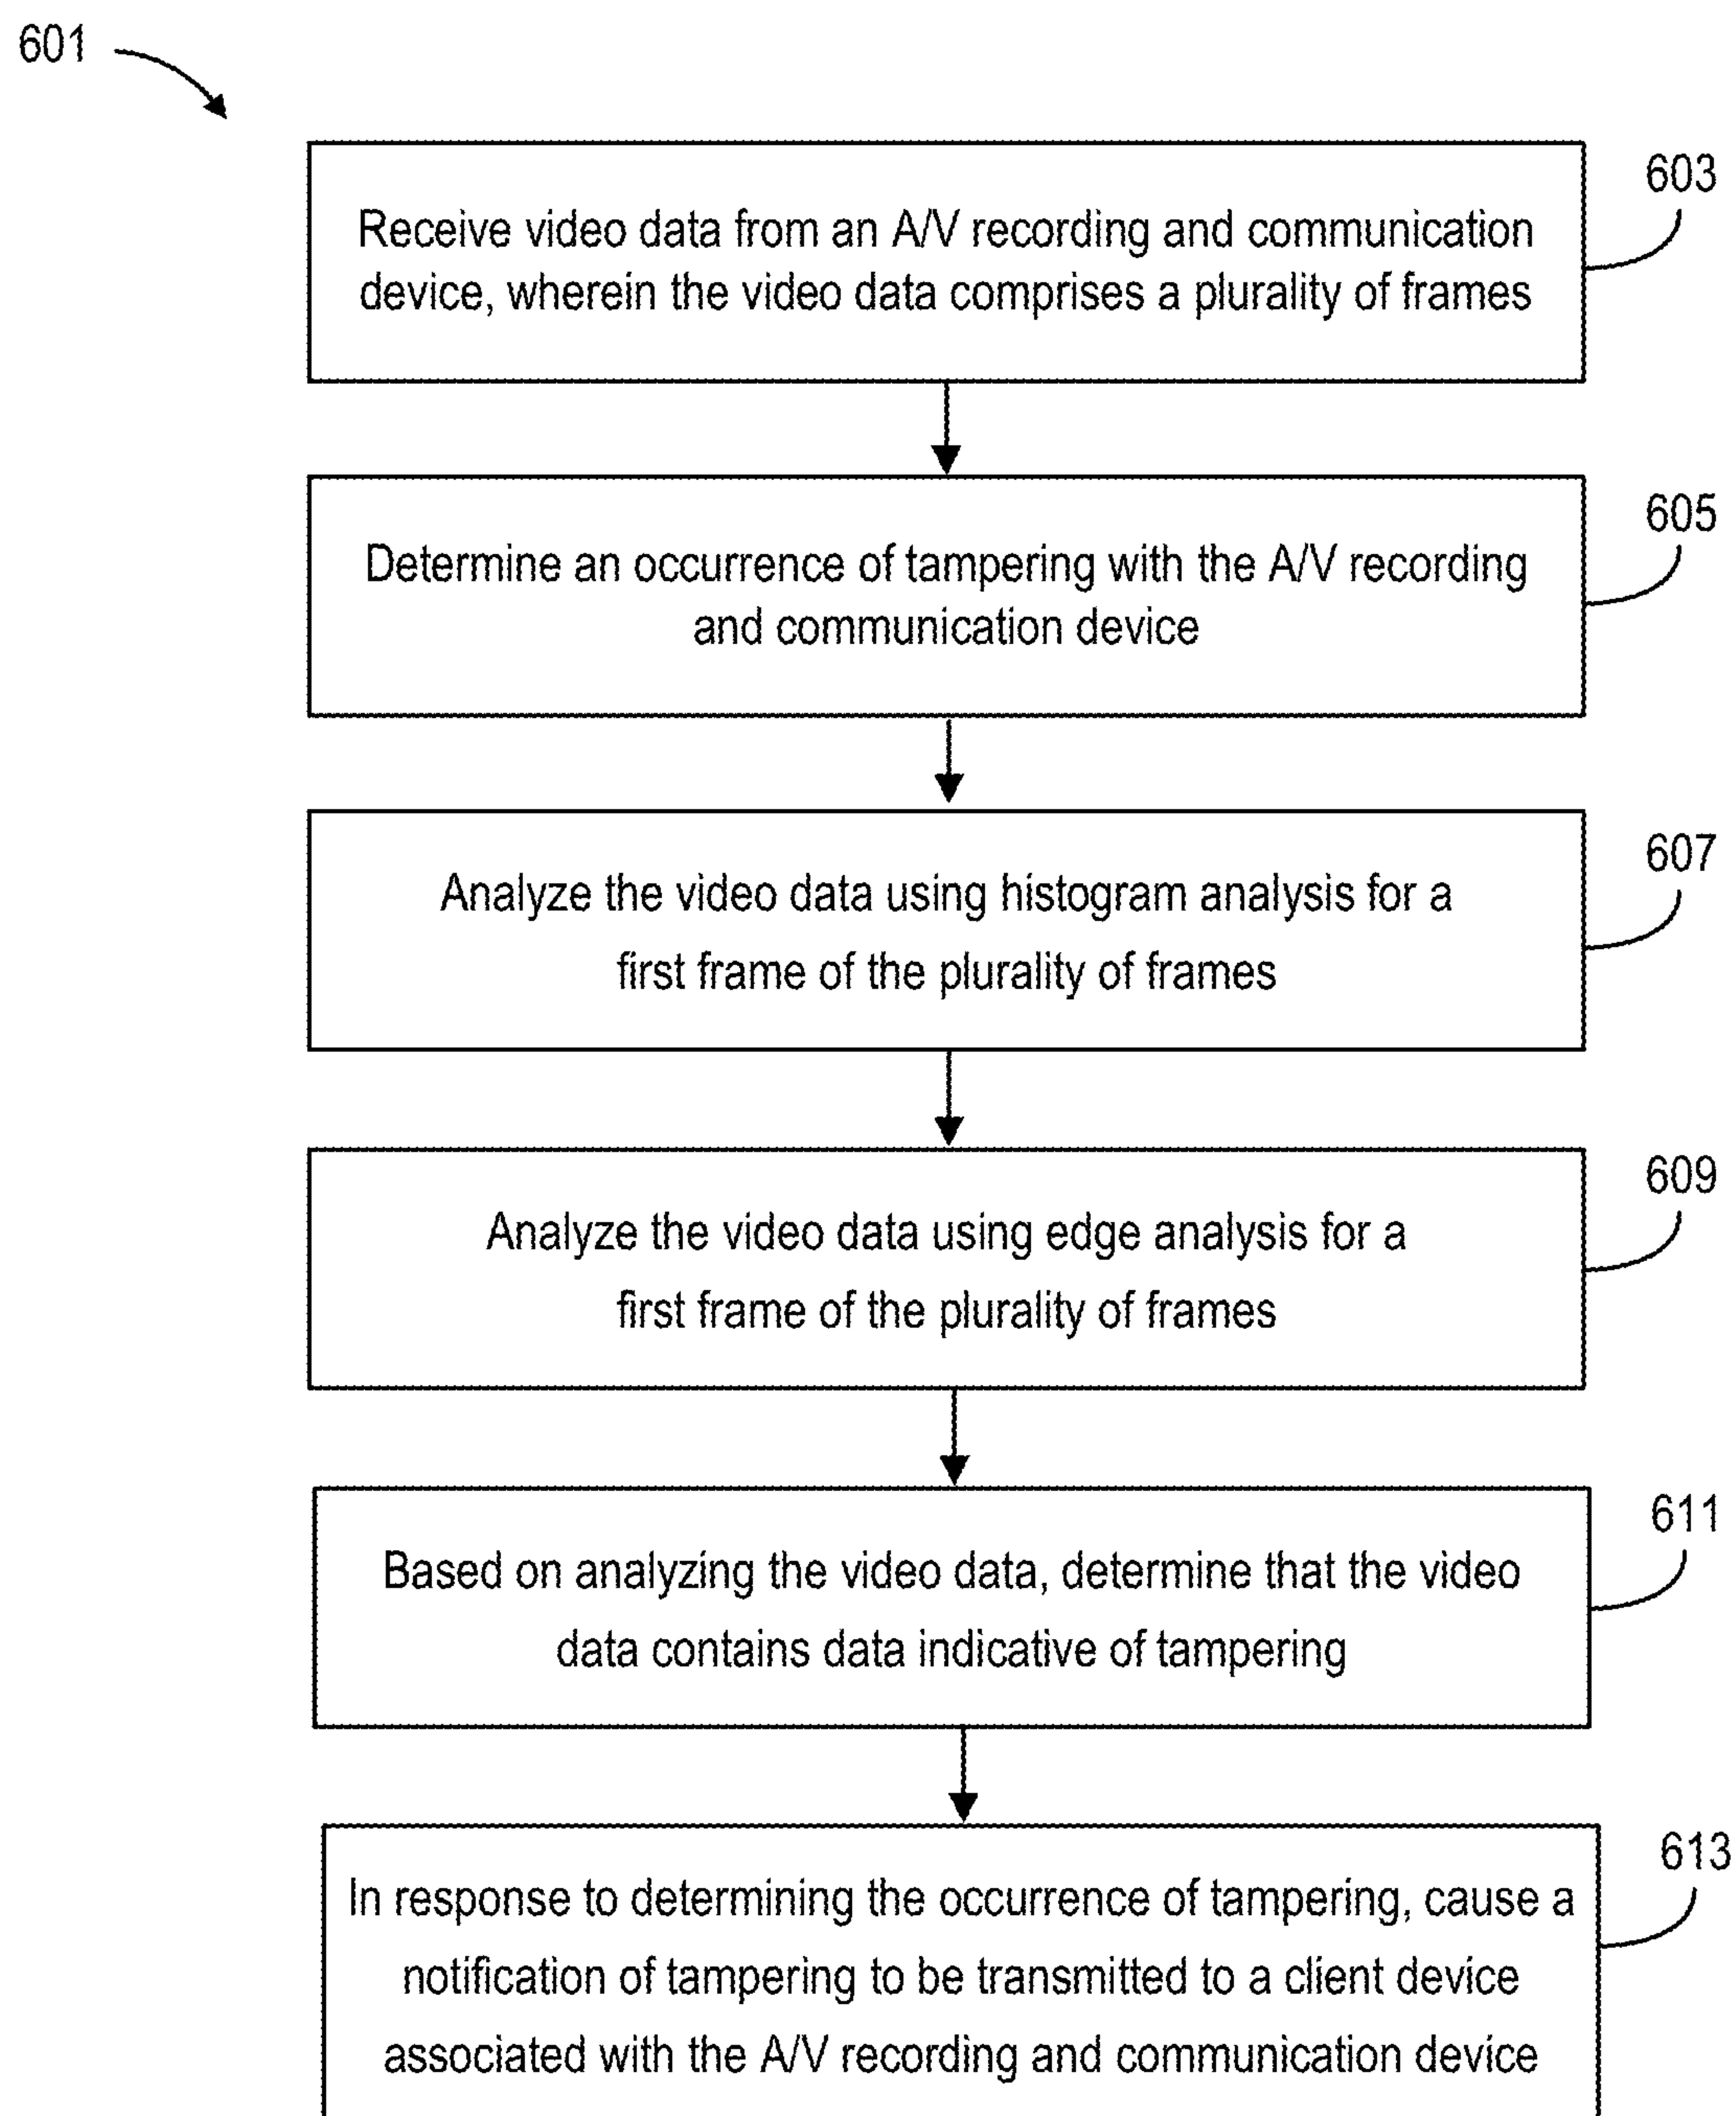 601
603
Receive video data from an A/V recording and communication
device, wherein the video data comprises a plurality of frames
605
Determine an occurrence of tampering with the A/V recording
and communication device
607
Analyze the video data using histogram analysis for a
first frame of the plurality of frames
609
Analyze the video data using edge analysis for a
first frame of the plurality of frames
611
Based on analyzing the video data, determine that the video
data contains data indicative of tampering
613
In response to determining the occurrence of tampering, cause a
notification of tampering to be transmitted to a client device
associated with the A/V recording and communication device